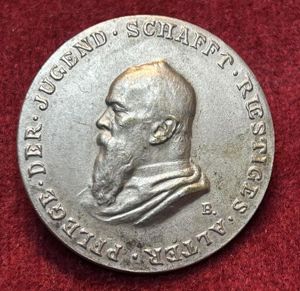 PFLEGE · DER · JUGEND · SCHAFFT · RÜSTIGES · ALTER ·
B.